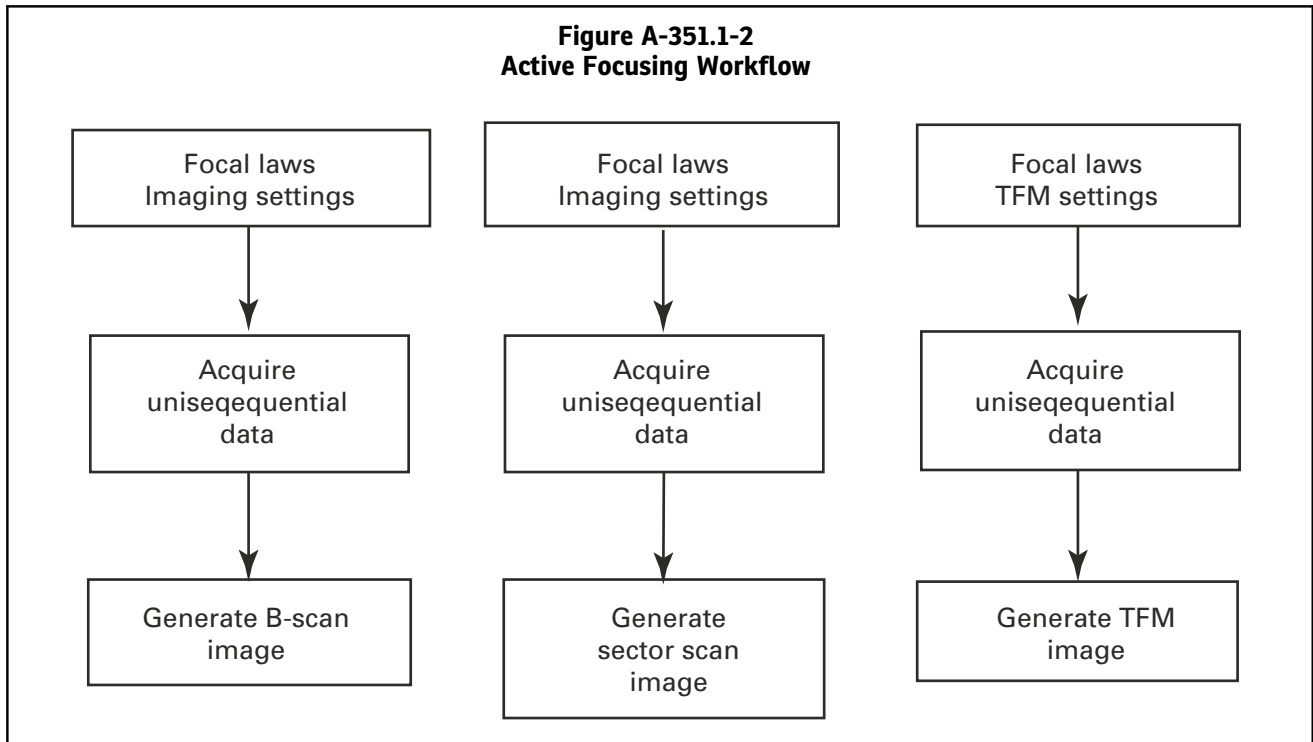 Figure A-351.1-2
Active Focusing Workflow
Focal laws
Imaging settings
Acquire
uniseqequential
data
Generate B-scan
image
Focal laws
Imaging settings
Acquire
uniseqequential
data
Generate
sector scan
image
Focal laws
TFM settings
Acquire
uniseqequential
data
Generate TFM
image